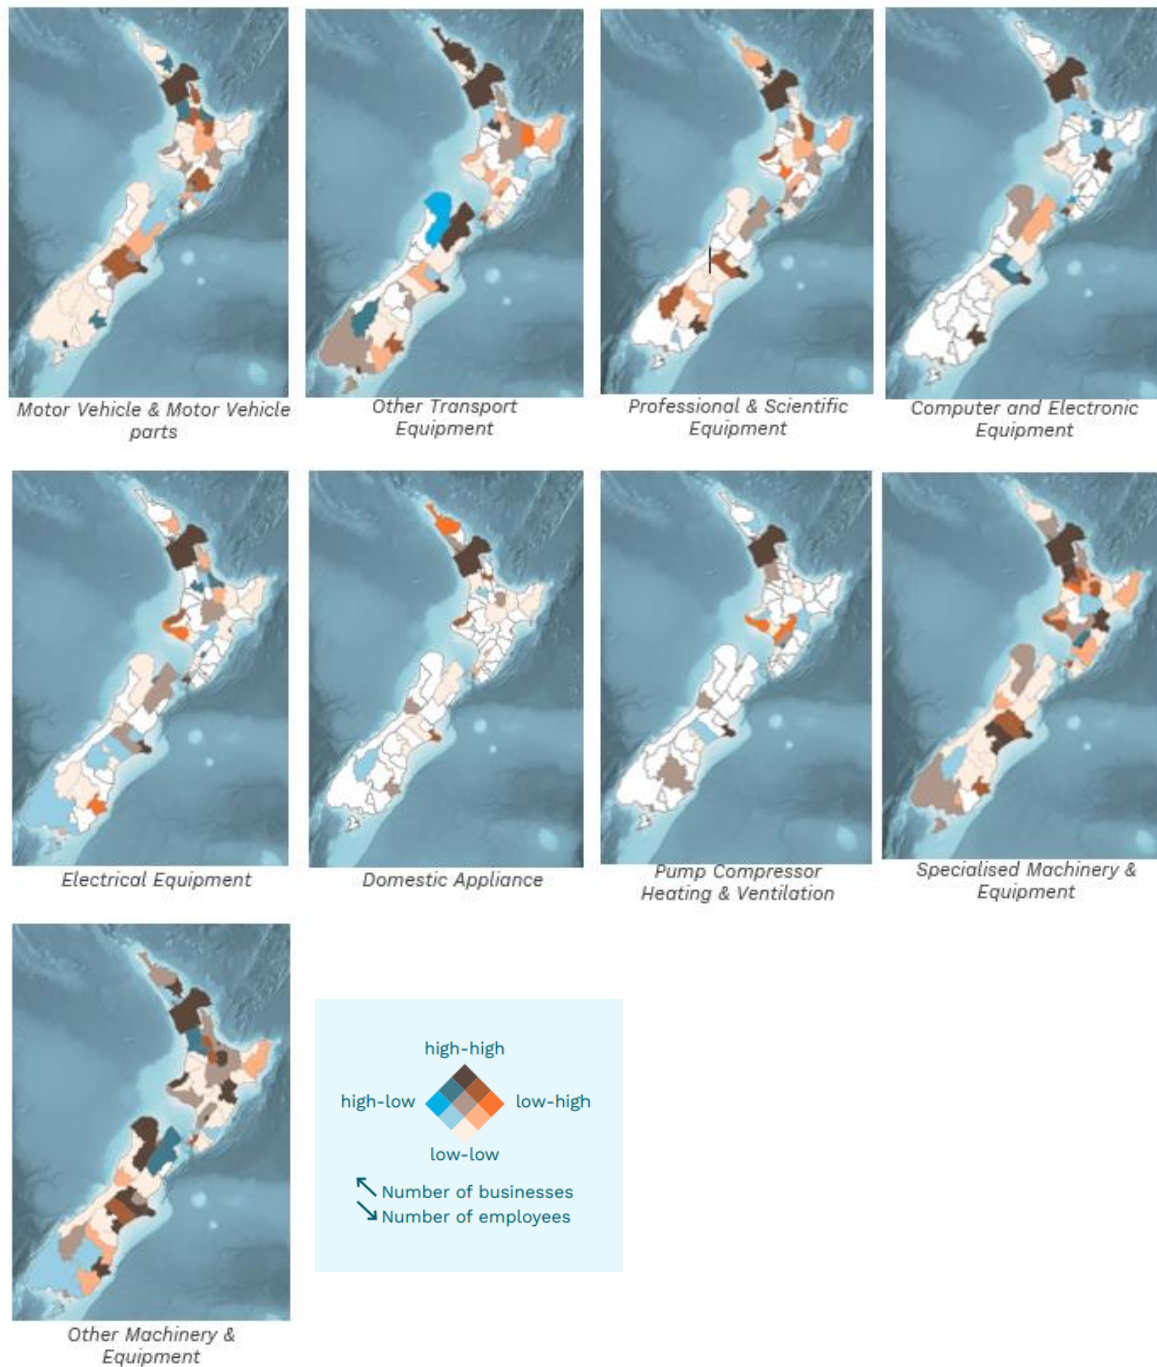 Motor Vehicle & Motor Vehicle
parts
Other Transport
Equipment
Professional & Scientific
Equipment
Computer and Electronic
Equipment
Electrical Equipment
Domestic Appliance
Pump Compressor
Heating & Ventilation
Specialised Machinery &
Equipment
Other Machinery &
Equipment
high-high
high-low
low-high
low-low
Number of businesses
Number of employees